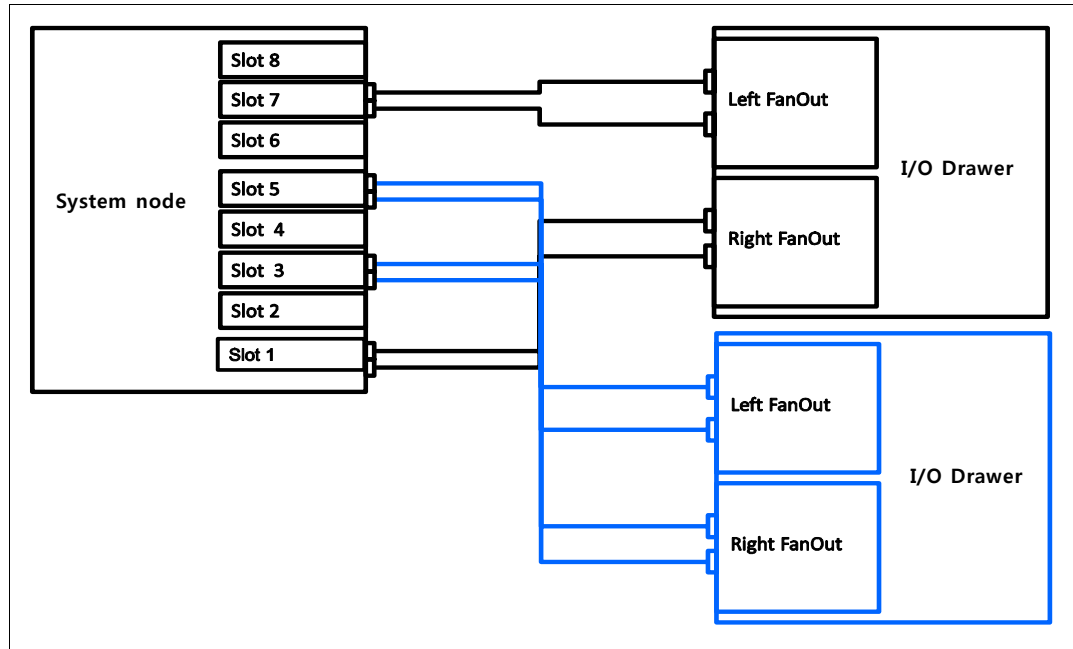 System node
Slot 8
Slot 7
Slot 6
Slot 5
Slot 4
Slot 3
Slot 2
Slot 1
Left FanOut
Right FanOut
I/O Drawer
Left FanOut
Right FanOut
I/O Drawer